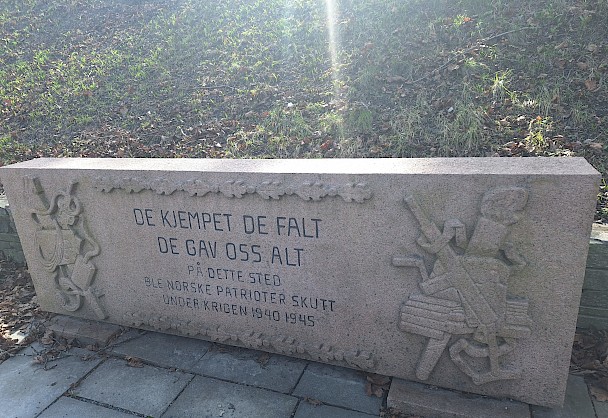 DE KJEMPET DE FALT
DE GAV OSS ALT
PÅ DETTE STED
BLE NORSKE PATRIOTER SKUTT
UNDER KRIGEN 1940 1945